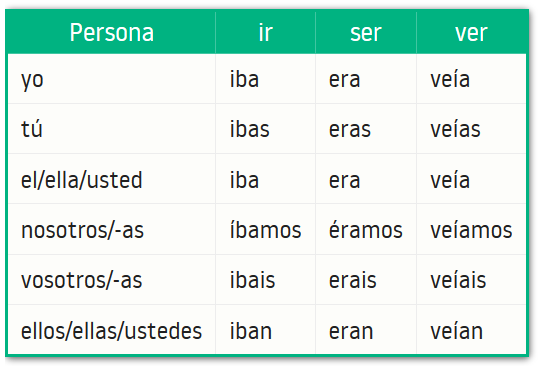 Persona ir ser ver
yo iba era veía
tú ibas eras veías
el/ella/usted iba era veía
nosotros/-as íbamos éramos veíamos
vosotros/-as ibais erais veíais
ellos/ellas/ustedes iban eran veían